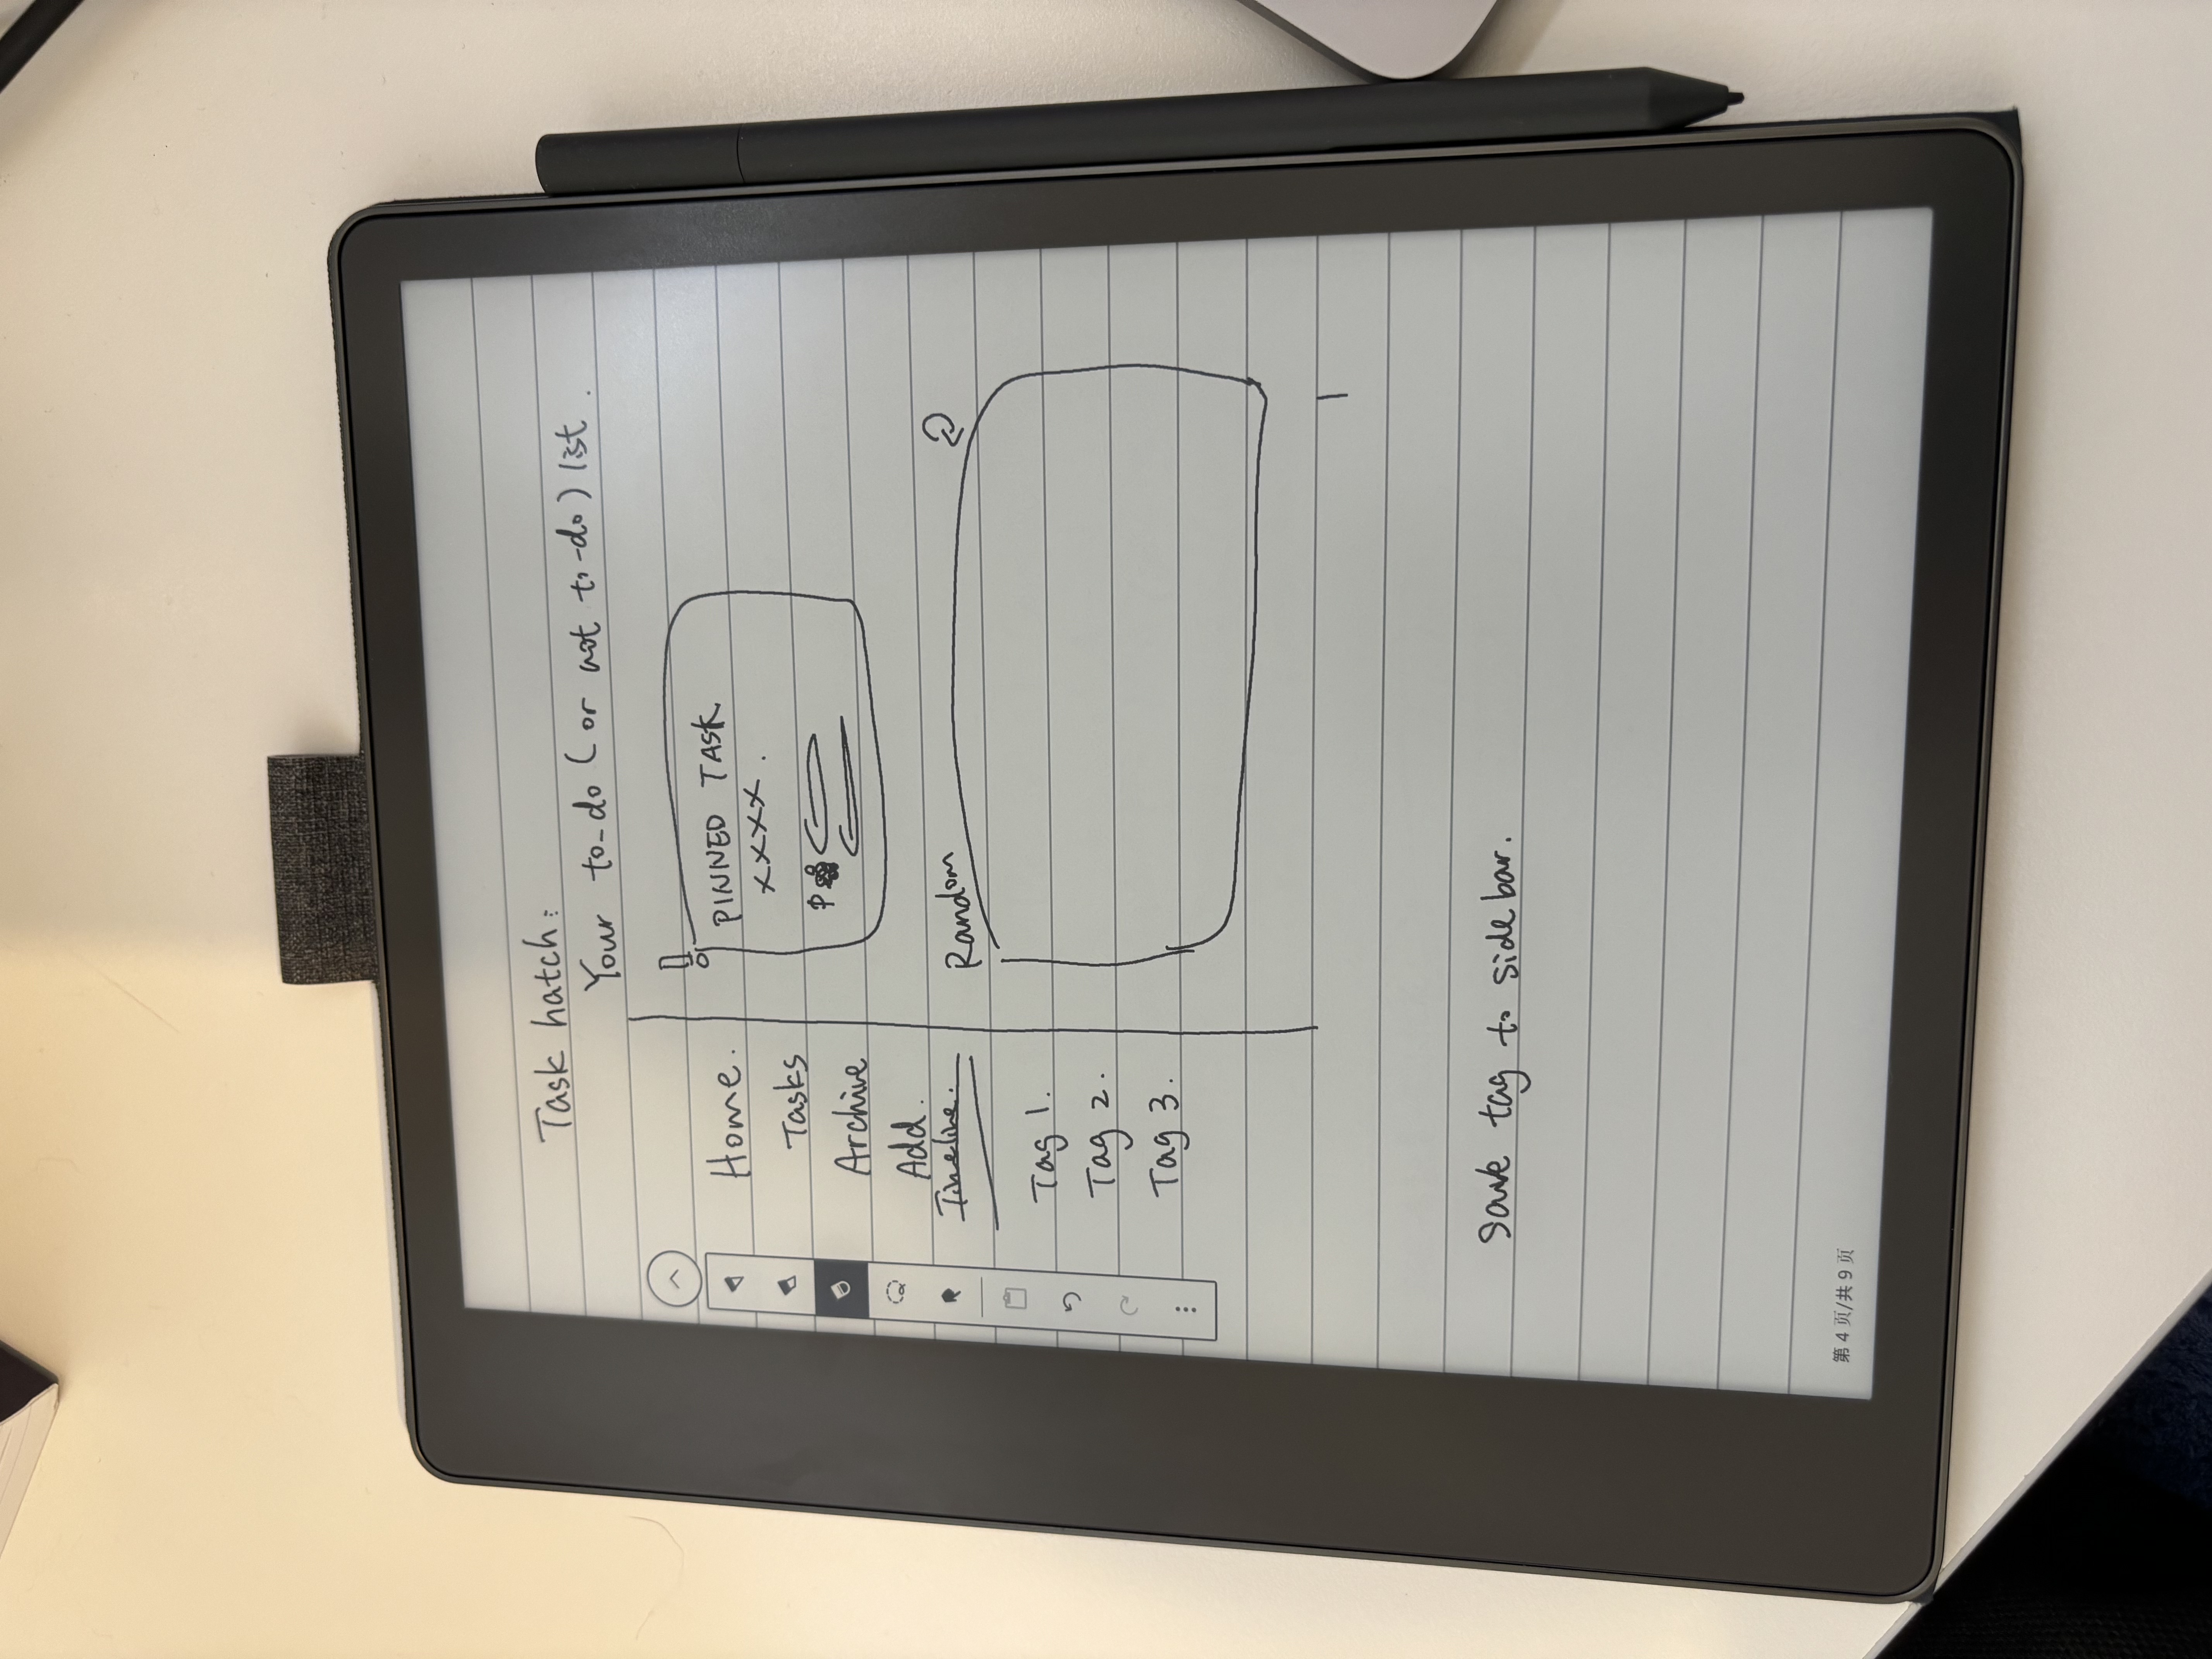 Task hatch:
Your to-do (or not to-do) list.
Home.
Tasks
Archive
Add.
Timeline.
Tag 1.
Tag 2.
Tag 3.
PINNED TASK
xxxx.
Random
Save tag to side bar.
第 4 页/共 9 页